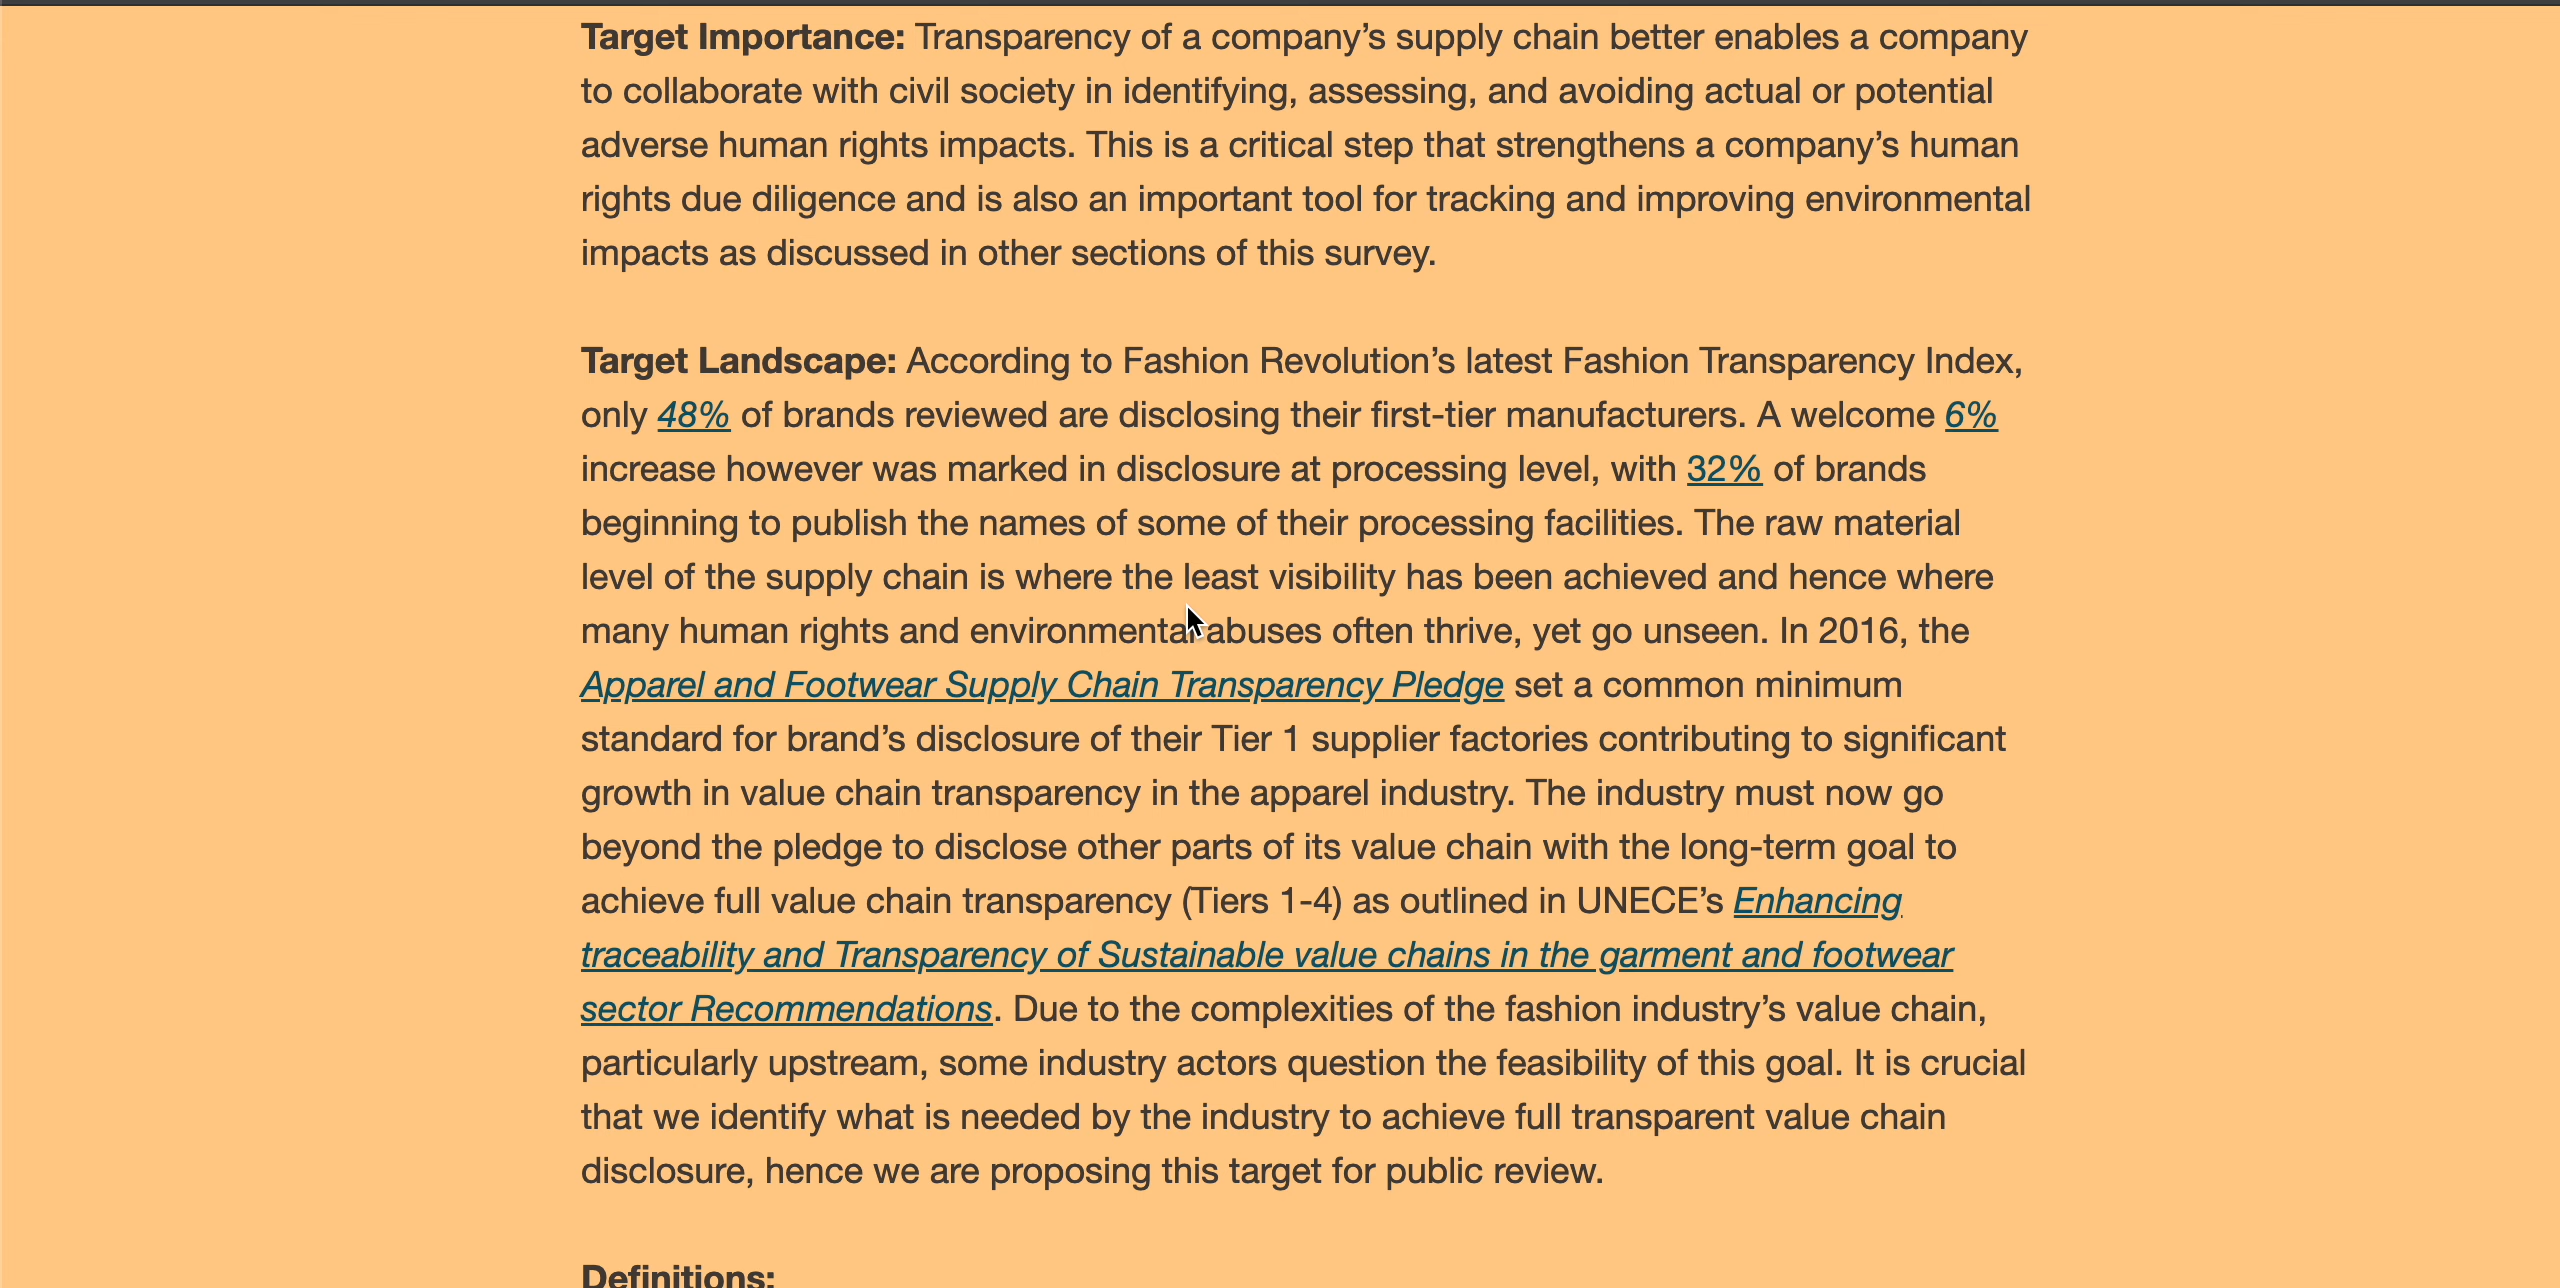 Target Importance: Transparency of a company’s supply chain better enables a company
to collaborate with civil society in identifying, assessing, and avoiding actual or potential
adverse human rights impacts. This is a critical step that strengthens a company’s human
rights due diligence and is also an important tool for tracking and improving environmental
impacts as discussed in other sections of this survey.
Target Landscape: According to Fashion Revolution’s latest Fashion Transparency Index,
only 48% of brands reviewed are disclosing their first-tier manufacturers. A welcome 6%
increase however was marked in disclosure at processing level, with 32% of brands
beginning to publish the names of some of their processing facilities. The raw material
level of the supply chain is where the least visibility has been achieved and hence where
many human rights and environmental abuses often thrive, yet go unseen. In 2016, the
Apparel and Footwear Supply Chain Transparency Pledge set a common minimum
standard for brand’s disclosure of their Tier 1 supplier factories contributing to significant
growth in value chain transparency in the apparel industry. The industry must now go
beyond the pledge to disclose other parts of its value chain with the long-term goal to
achieve full value chain transparency (Tiers 1-4) as outlined in UNECE’s Enhancing
traceability and Transparency of Sustainable value chains in the garment and footwear
sector Recommendations. Due to the complexities of the fashion industry’s value chain,
particularly upstream, some industry actors question the feasibility of this goal. It is crucial
that we identify what is needed by the industry to achieve full transparent value chain
disclosure, hence we are proposing this target for public review.
Definitions: